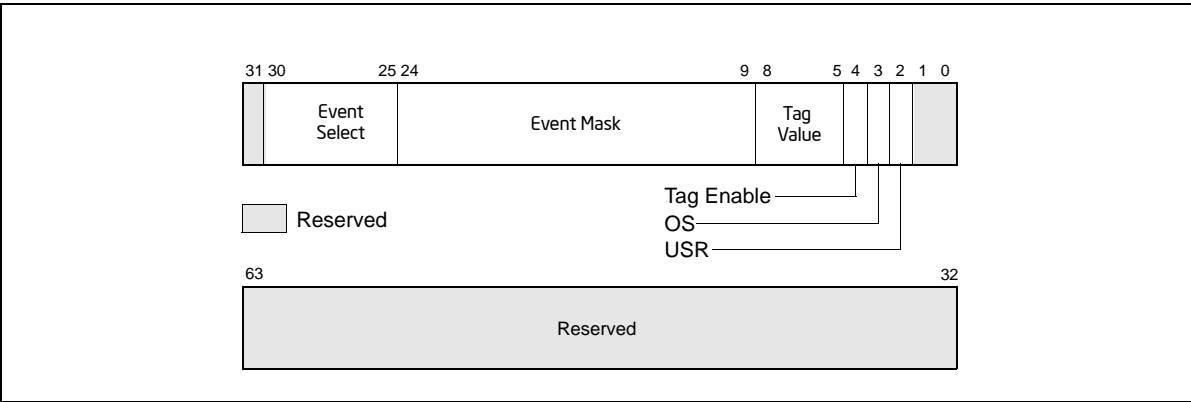 31 30 25 24 9 8 5 4 3 2 1 0
Event
Select
Event Mask
Tag
Value
Tag Enable
OS
USR
Reserved
63 32
Reserved